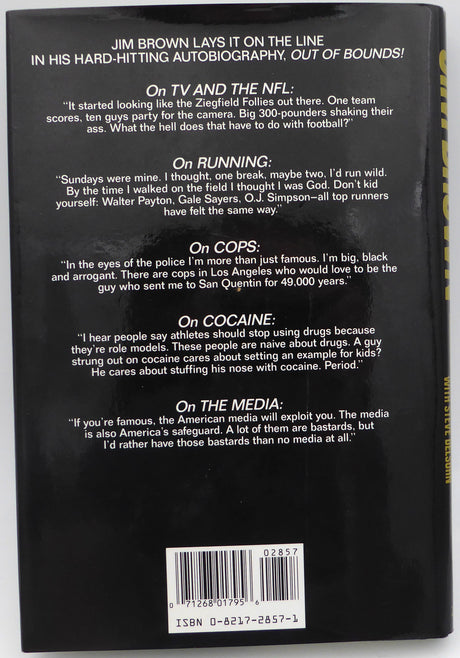 JIM BROWN LAYS IT ON THE LINE
IN HIS HARD-HITTING AUTOBIOGRAPHY, OUT OF BOUNDS!
On TV AND THE NFL:
"It started looking like the Ziegfield Follies out there. One team
scores, ten guys party for the camera. Big 300-pounders shaking their
ass. What the hell does that have to do with football?"
On RUNNING:
"Sundays were mine. I thought, one break, maybe two, I'd run wild.
By the time I walked on the field I thought I was God. Don't kid
yourself: Walter Payton, Gale Sayers, O.J. Simpson—all top runners
have felt the same way."
On COPS:
"In the eyes of the police I'm more than just famous. I'm big, black
and arrogant. There are cops in Los Angeles who would love to be the
guy who sent me to San Quentin for 49,000 years."
On COCAINE:
"I hear people say athletes should stop using drugs because
they're role models. These people are naive about drugs. A guy
strung out on cocaine cares about setting an example for kids?
He cares about stuffing his nose with cocaine. Period."
On THE MEDIA:
"If you're famous, the American media will exploit you. The media
is also America's safeguard. A lot of them are bastards, but
I'd rather have those bastards than no media at all."
02857
0 71268 01795 6
ISBN 0-8217-2857-1
JIM BROWN
WITH STEVE DELSOHN